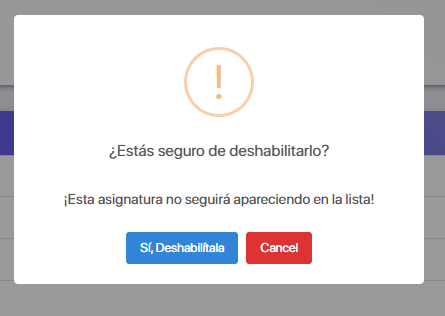 !
¿Estás seguro de deshabilitarlo?
¡Esta asignatura no seguirá apareciendo en la lista!
Sí, Deshabilítala
Cancel